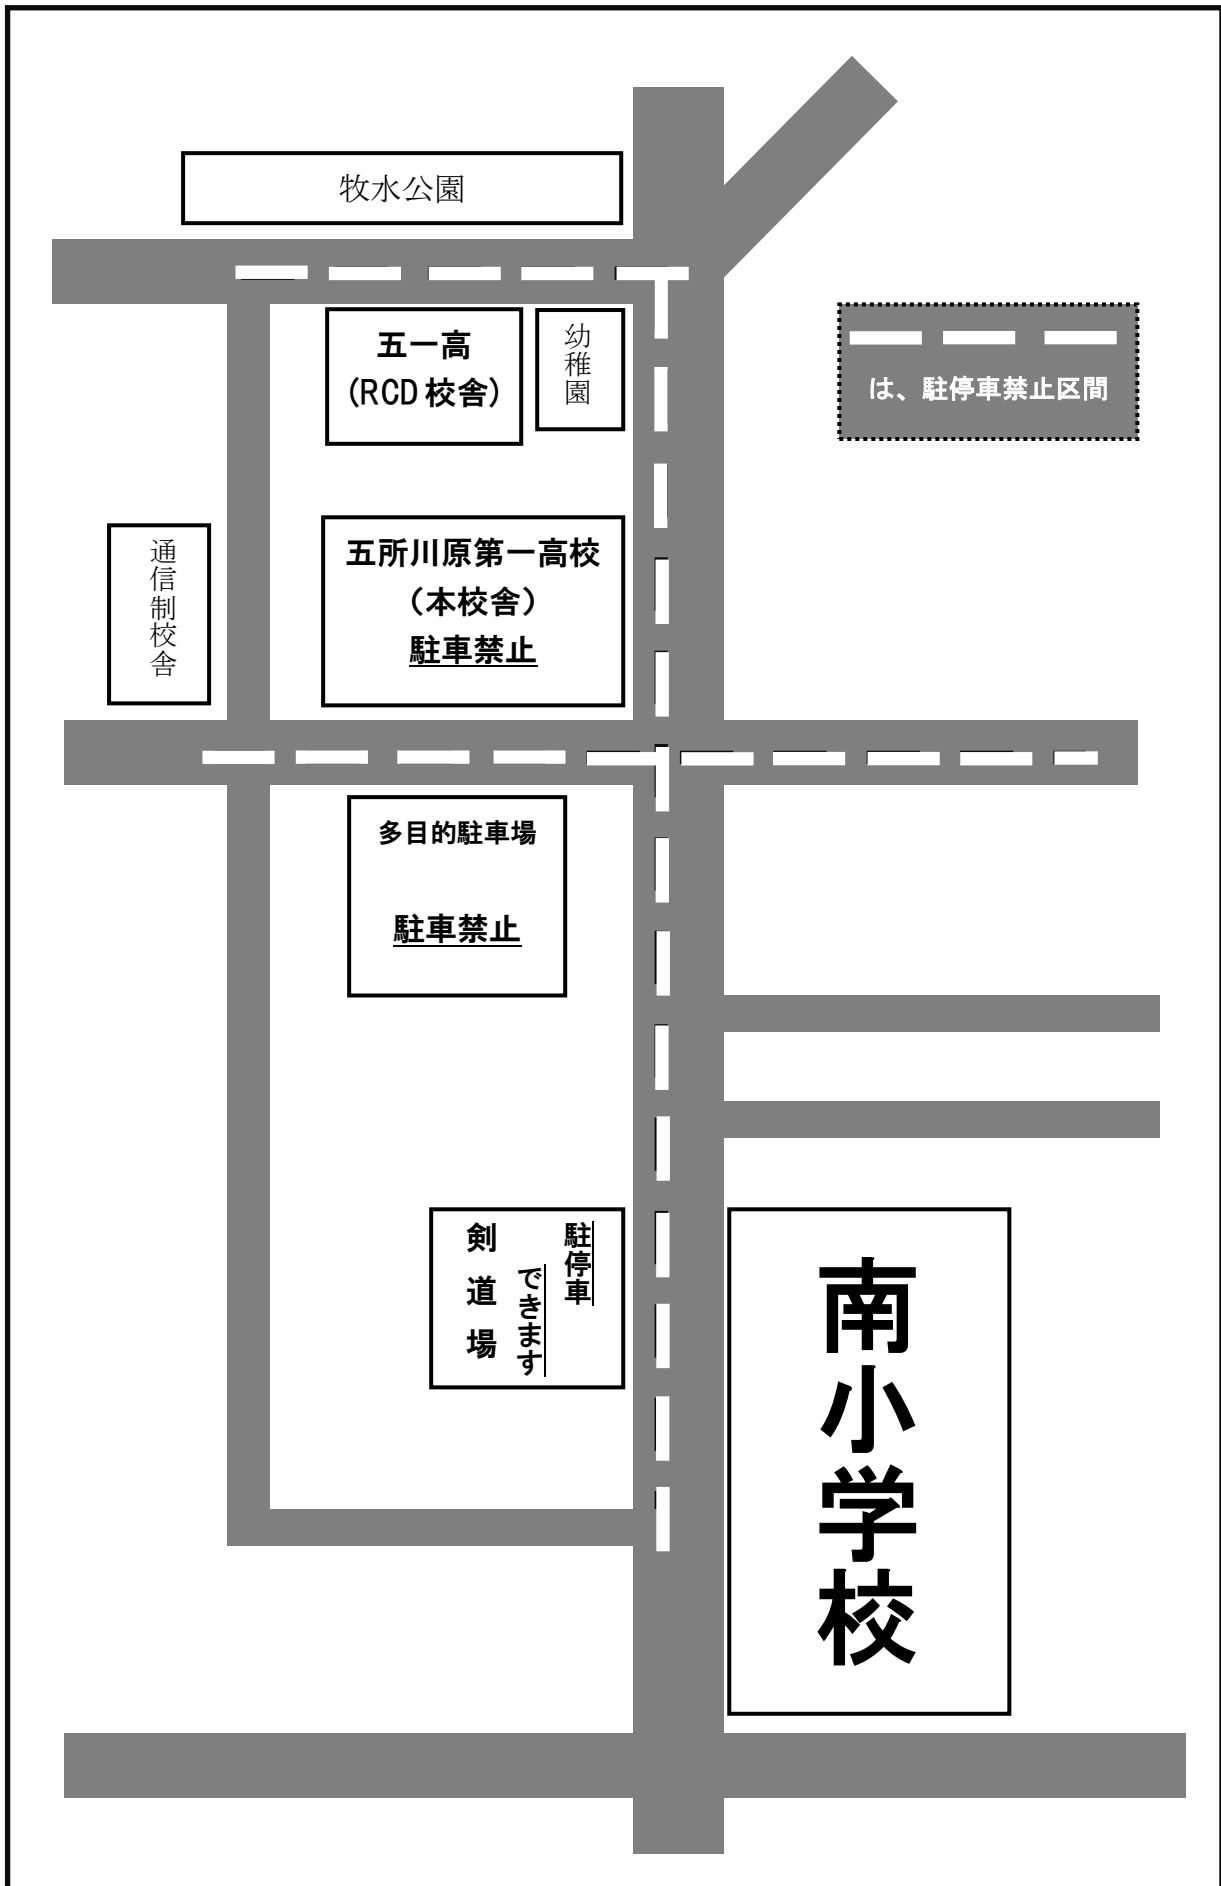 牧水公園
五一高
(RCD校舎)
幼稚園
は、駐停車禁止区間
通信制校舎
五所川原第一高校
（本校舎）
駐車禁止
多目的駐車場
駐車禁止
駐停車
できます
剣道場
南小学校